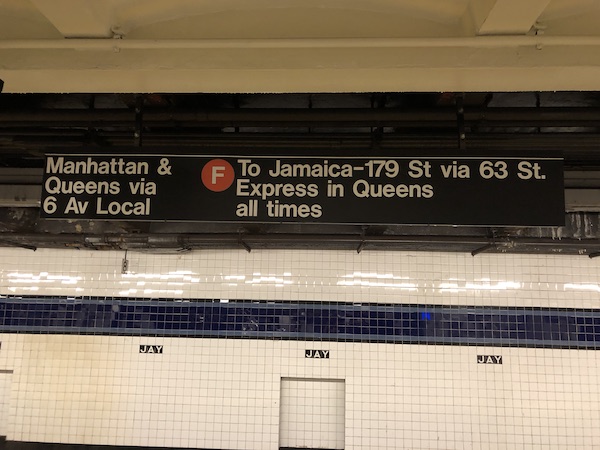 Manhattan &
Queens via
6 Av Local
F
To Jamaica-179 St via 63 St.
Express in Queens
all times
JAY
JAY
JAY